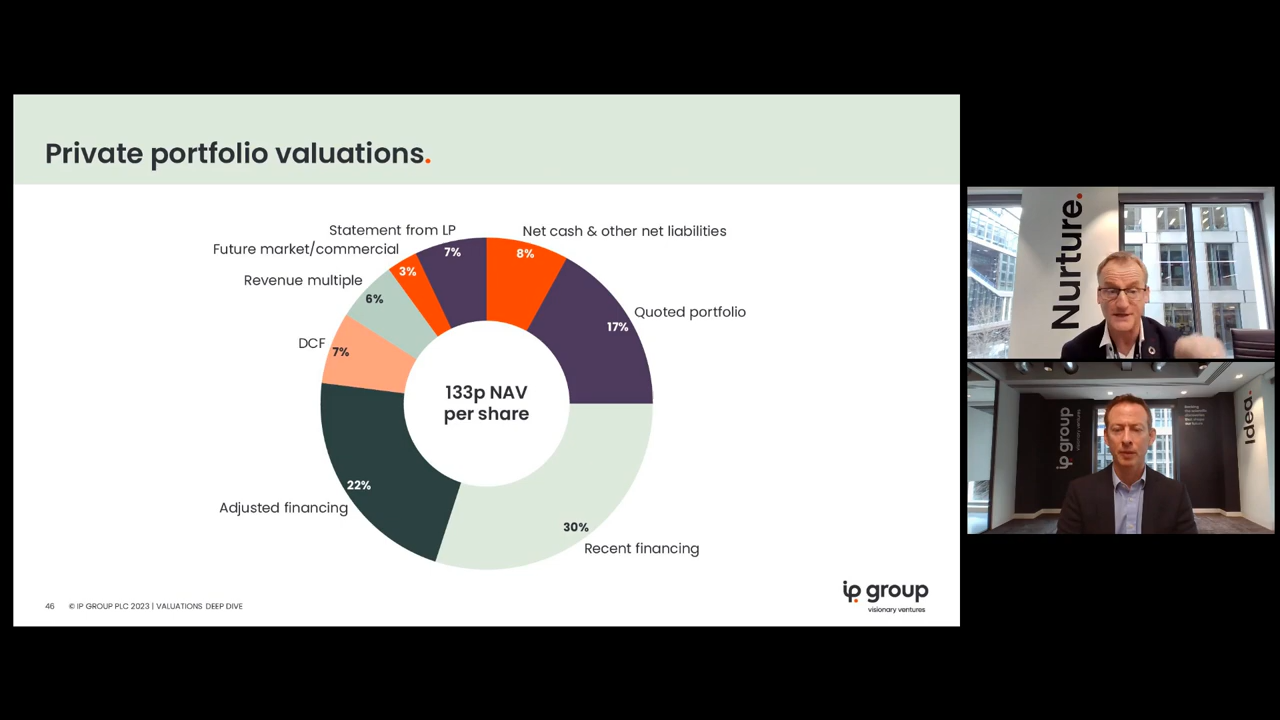 Private portfolio valuations.
Statement from LP
Net cash & other net liabilities
Future market/commercial
7%
8%
3%
Revenue multiple
6%
Quoted portfolio
17%
DCF
7%
133p NAV
per share
22%
Adjusted financing
30%
Recent financing
46 © IP GROUP PLC 2023 | VALUATIONS DEEP DIVE
ip group
visionary ventures
Nurture.
ip group
visionary ventures
Idea.